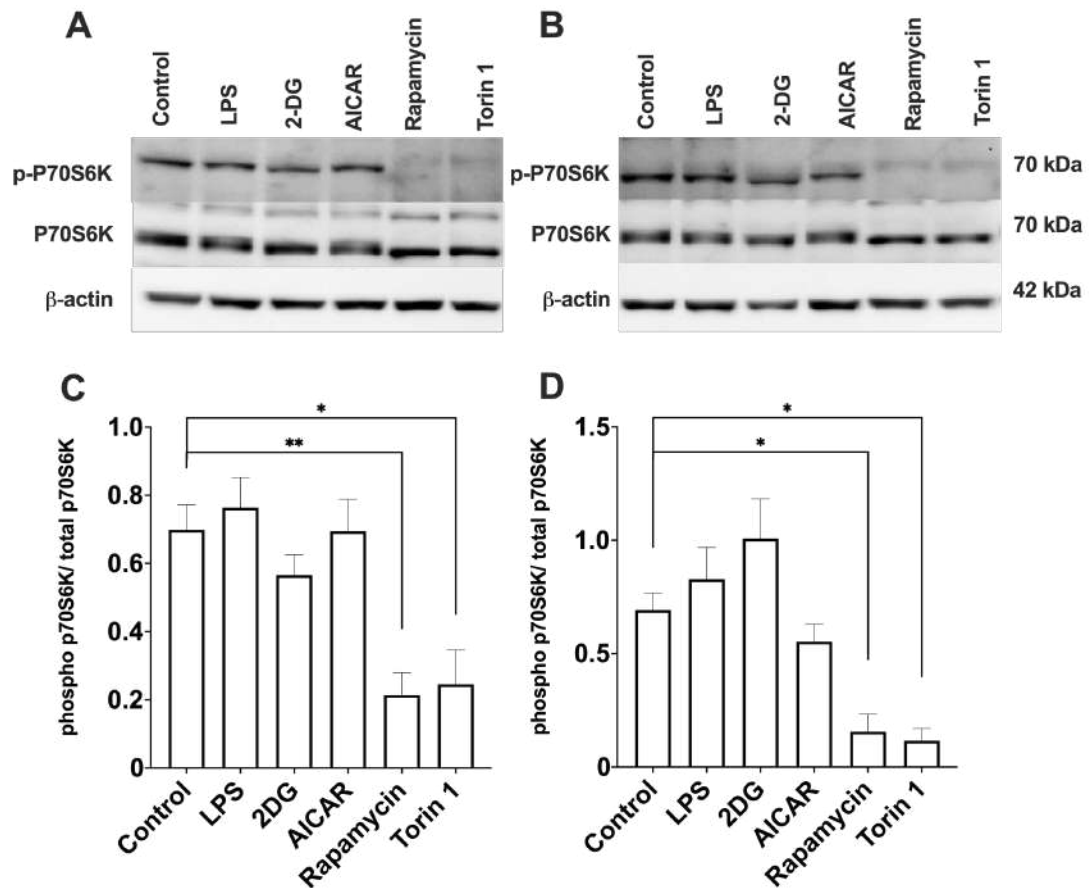 A
B
Control
LPS
2-DG
AICAR
Rapamycin
Torin 1
Control
LPS
2-DG
AICAR
Rapamycin
Torin 1
p-P70S6K
p-P70S6K
70 kDa
P70S6K
P70S6K
70 kDa
β-actin
β-actin
42 kDa
C
phospho p70S6K/ total p70S6K
1.0
0.8
0.6
0.4
0.2
0
*
**
Control
LPS
2DG
AICAR
Rapamycin
Torin 1
D
phospho p70S6K/ total p70S6K
1.5
1.0
0.5
0
*
*
Control
LPS
2DG
AICAR
Rapamycin
Torin 1